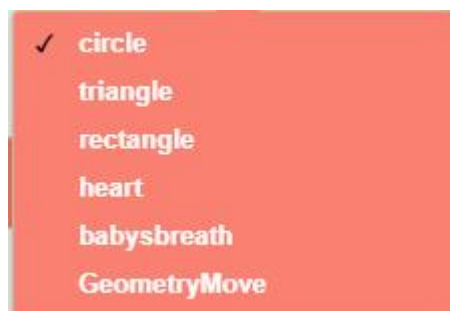 ✓ circle
triangle
rectangle
heart
babysbreath
GeometryMove